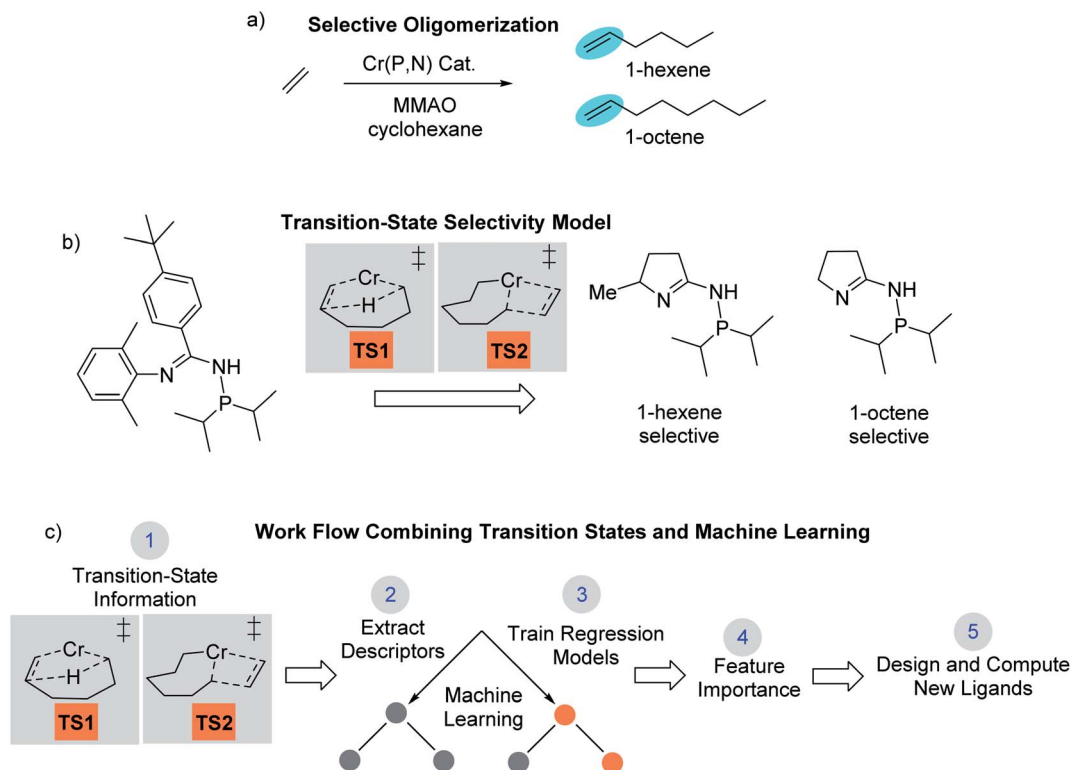 a)
Selective Oligomerization
Cr(P,N) Cat.
MMAO
cyclohexane
1-hexene
1-octene
b)
Transition-State Selectivity Model
N
NH
P
Cr
H
‡
TS1
Cr
‡
TS2
Me
N
NH
P
1-hexene
selective
N
NH
P
1-octene
selective
c)
Work Flow Combining Transition States and Machine Learning
1
Transition-State
Information
Cr
H
‡
TS1
Cr
‡
TS2
2
Extract
Descriptors
Machine
Learning
3
Train Regression
Models
4
Feature
Importance
5
Design and Compute
New Ligands